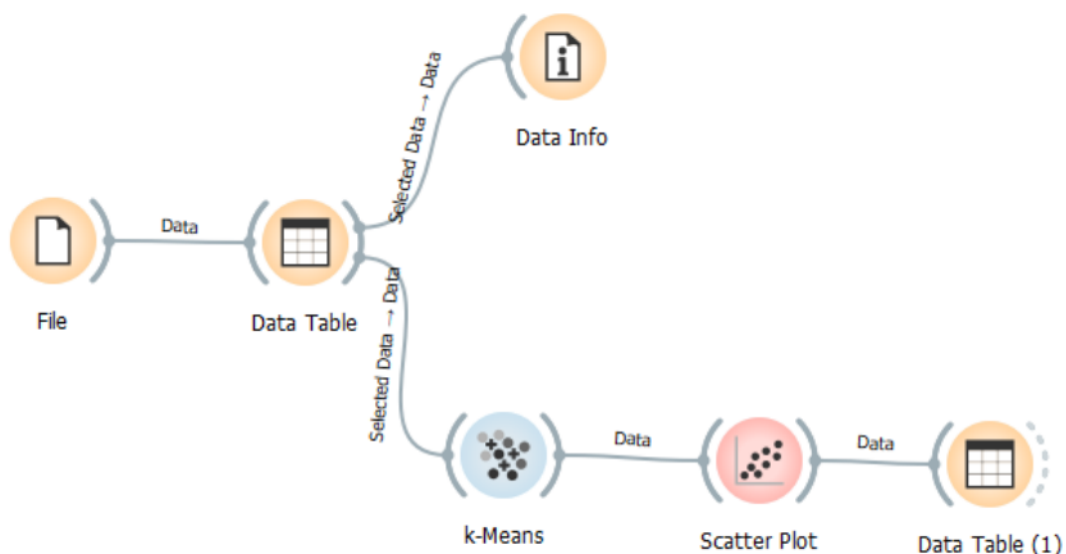 Data Info
Selected Data → Data
Data
File
Data Table
Selected Data → Data
k-Means
Data
Scatter Plot
Data
Data Table (1)